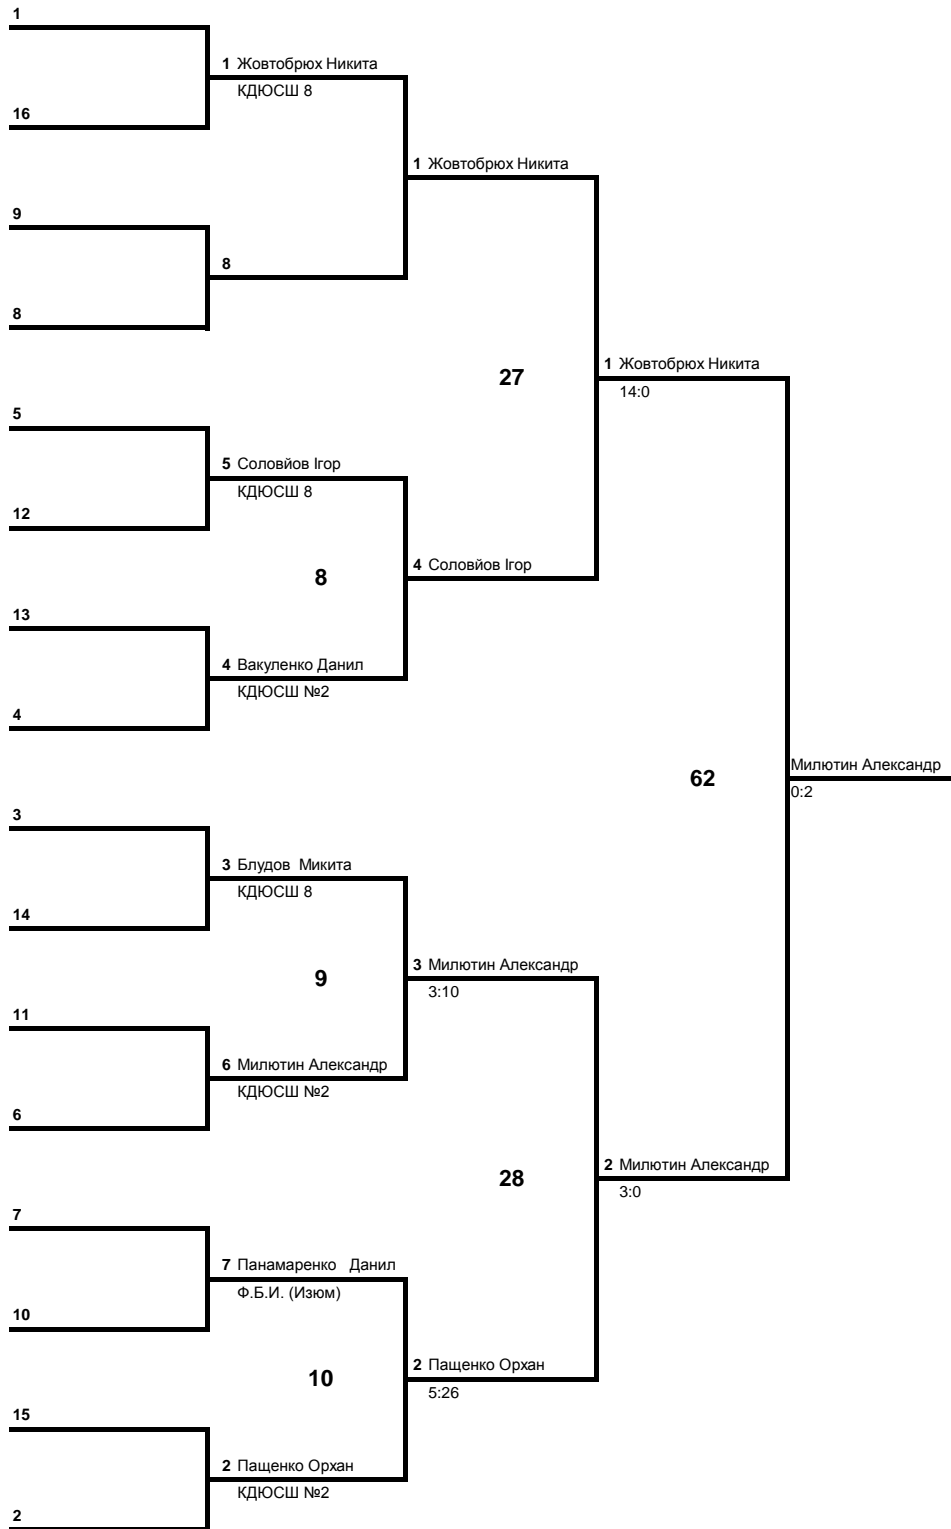 1
1 Жовтобрюх Никита
КДЮСШ 8
16
1 Жовтобрюх Никита
9
8
8
1 Жовтобрюх Никита
27
14:0
5
5 Соловйов Ігор
КДЮСШ 8
12
4 Соловйов Ігор
8
13
4 Вакуленко Данил
КДЮСШ №2
4
Милютин Александр
62
0:2
3
3 Блудов Микита
КДЮСШ 8
14
3 Милютин Александр
9
3:10
11
6 Милютин Александр
КДЮСШ №2
6
2 Милютин Александр
28
3:0
7
7 Панамаренко Данил
Ф.Б.И. (Изюм)
10
2 Пащенко Орхан
10
5:26
15
2 Пащенко Орхан
КДЮСШ №2
2